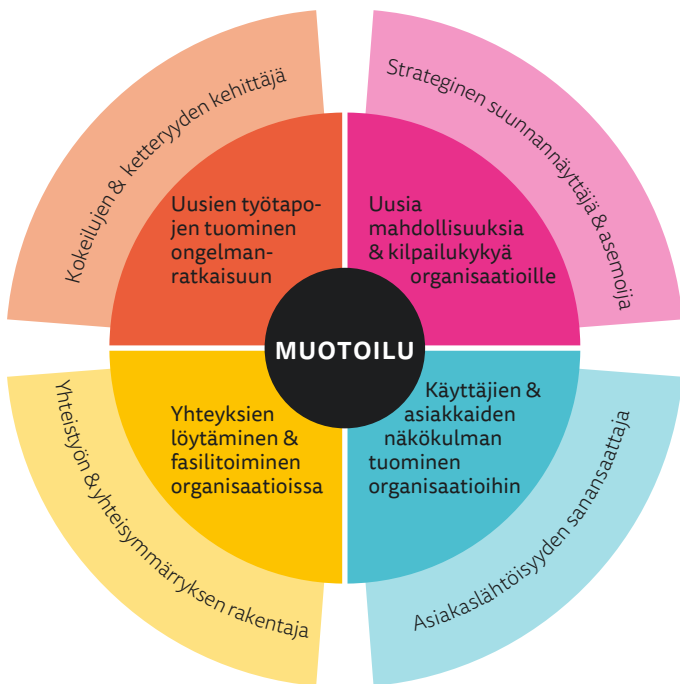 Kokeilujen & ketteryyden kehittäjä
Strateginen suunnannäyttäjä & asemoija
Uusien työtapo-
jen tuominen
ongelman-
ratkaisuun
Uusia
mahdollisuuksia
& kilpailukykyä
organisaatioille
MUOTOILU
Yhteyksien
löytäminen &
fasilitoiminen
organisaatioissa
Käyttäjien &
asiakkaiden
näkökulman
tuominen
organisaatioihin
Yhteistyön & yhteisymmärryksen rakentaja
Asiakaslähtöisyyden sanansaattaja